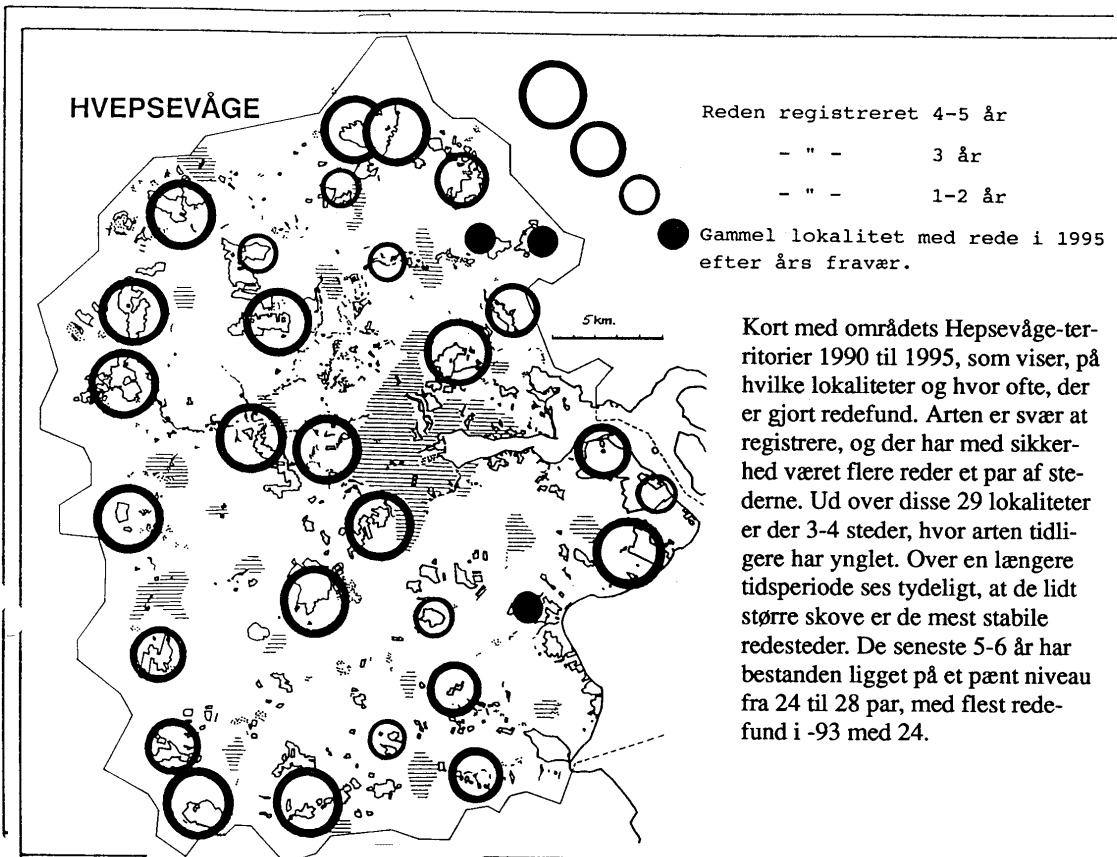 HVEPSEVÅGE
Reden registreret 4-5 år
- " - 3 år
- " - 1-2 år
Gammel lokalitet med rede i 1995
efter års fravær.
5 km.
Kort med områdets Hepsevåge-ter-
ritorier 1990 til 1995, som viser, på
hvilke lokaliteter og hvor ofte, der
er gjort redefund. Arten er svær at
registrere, og der har med sikker-
hed været flere reder et par af ste-
derne. Ud over disse 29 lokaliteter
er der 3-4 steder, hvor arten tidli-
gere har ynglet. Over en længere
tidsperiode ses tydeligt, at de lidt
større skove er de mest stabile
redesteder. De seneste 5-6 år har
bestanden ligget på et pænt niveau
fra 24 til 28 par, med flest rede-
fund i -93 med 24.